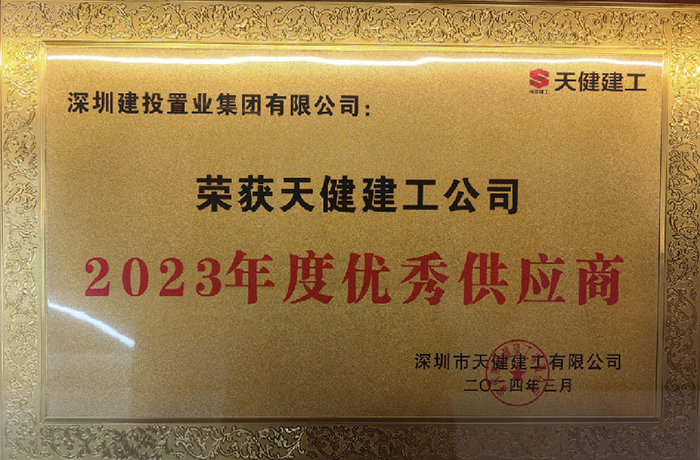 天健建工
深圳建投置业集团有限公司：
荣获天健建工公司
2023年度优秀供应商
深圳市天健建工有限公司
二〇二四年三月